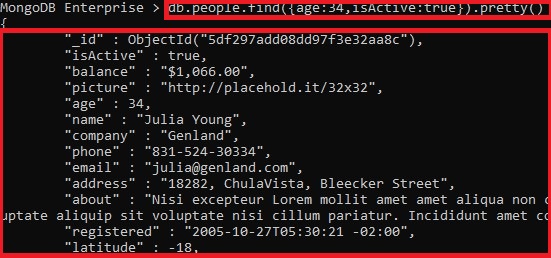 MongoDB Enterprise > db.people.find({age:34,isActive:true}).pretty()
{
"_id" : ObjectId("5df297add08dd97f3e32aa8c"),
"isActive" : true,
"balance" : "$1,066.00",
"picture" : "http://placehold.it/32x32",
"age" : 34,
"name" : "Julia Young",
"company" : "Genland",
"phone" : "831-524-30334",
"email" : "julia@genland.com",
"address" : "18282, ChulaVista, Bleecker Street",
"about" : "Nisi excepteur Lorem mollit amet amet aliqua non
uptate aliquip sit voluptate nisi cillum pariatur. Incididunt amet
"registered" : "2005-10-27T05:30:21 -02:00",
"latitude" : -18,